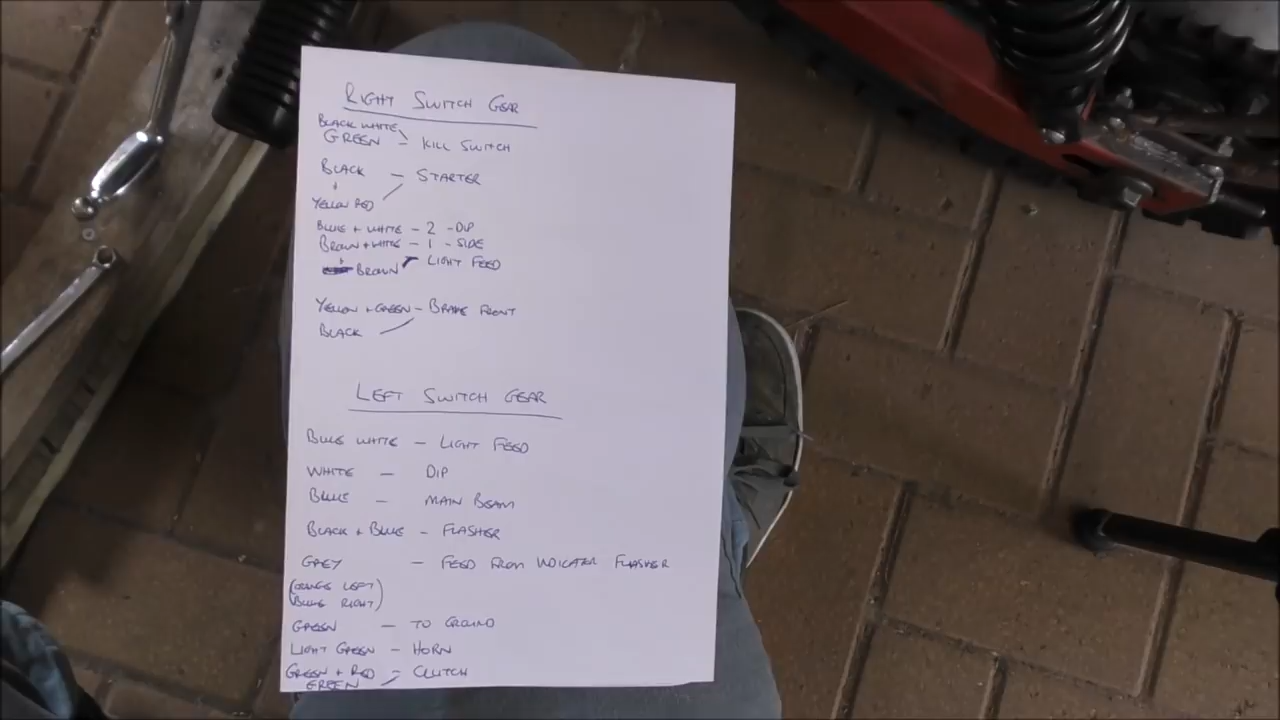 RIGHT SWITCH GEAR
BLACK WHITE
GREEN - KILL SWITCH
BLACK - STARTER
+
YELLOW RED
BLUE + WHITE - 2 - DIP
BROWN + WHITE - 1 - SIDE
+
BROWN LIGHT FEED
YELLOW + GREEN - BRAKE FRONT
BLACK
LEFT SWITCH GEAR
BLUE WHITE - LIGHT FEED
WHITE - DIP
BLUE - MAIN BEAM
BLACK + BLUE - FLASHER
GREY - FEED FROM INDICATER FLASHER
(ORANGE LEFT
BLUE RIGHT)
GREEN - TO GROUND
LIGHT GREEN - HORN
GREEN + RED - CLUTCH
GREEN